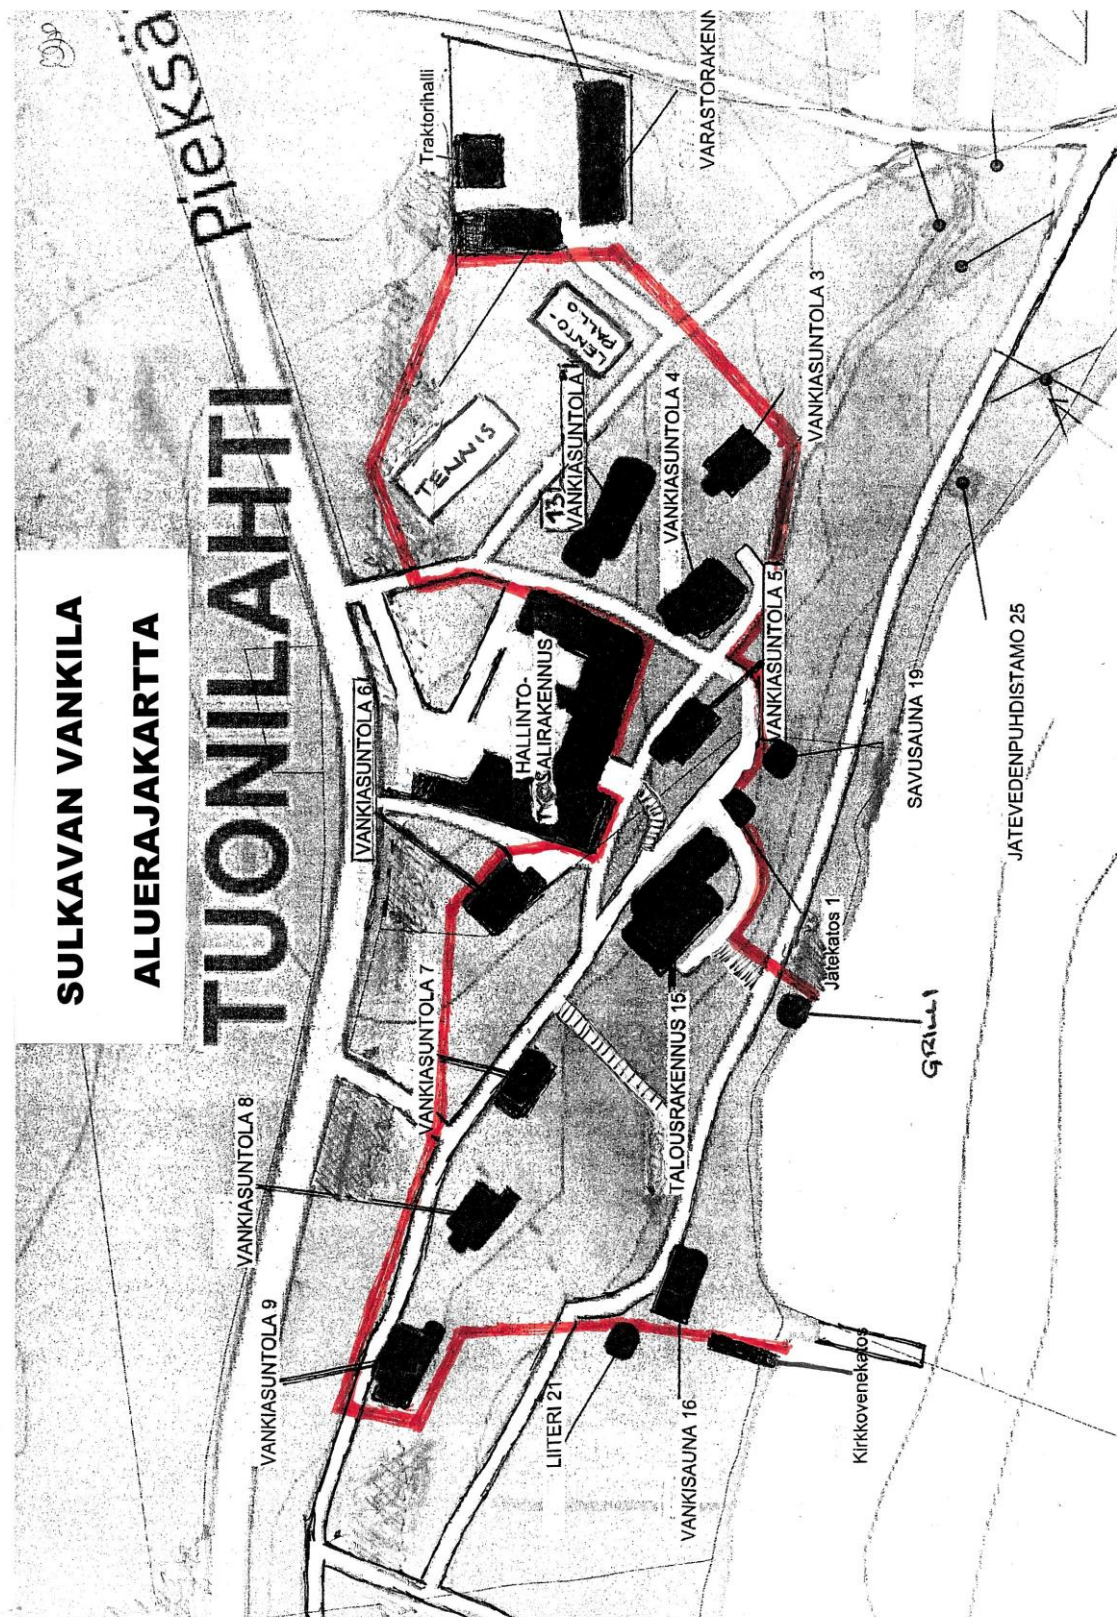 SULKAVAN VANKILA
ALUERAJAKARTTA
TUONILAHTI
Pieksä
VANKIASUNTOLA 9
VANKIASUNTOLA 8
VANKIASUNTOLA 7
VANKIASUNTOLA 6
HALLINTO-
SALIRAKENNUS
TENNIS
LENTO-
PALLO
Traktorihalli
VARASTORAKENN
13
VANKIASUNTOLA
VANKIASUNTOLA 4
VANKIASUNTOLA 3
VANKIASUNTOLA 5
LIITERI 21
VANKISAUNA 16
TALOUSRAKENNUS 15
Kirkkovenekatos
Jätekatos 1
GRILLI
SAVUSAUNA 19
JÄTEVEDENPUHDISTAMO 25